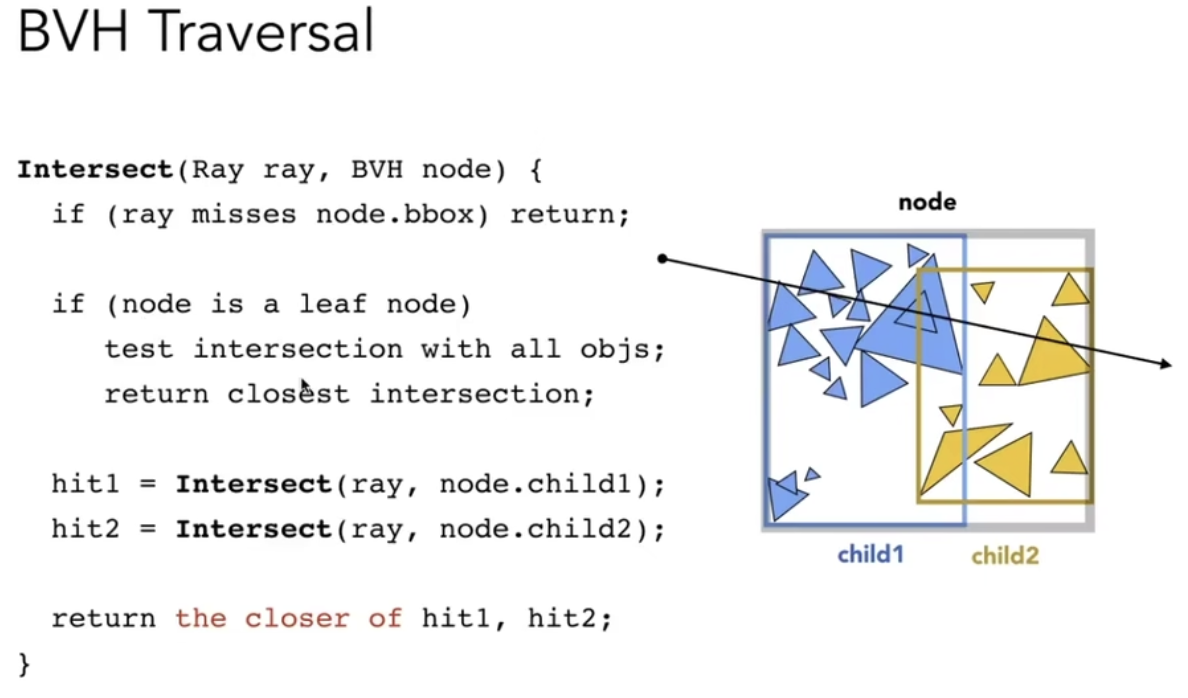 BVH Traversal
Intersect(Ray ray, BVH node) {
if (ray misses node.bbox) return;
if (node is a leaf node)
test intersection with all objs;
return closest intersection;
hit1 = Intersect(ray, node.child1);
hit2 = Intersect(ray, node.child2);
return the closer of hit1, hit2;
}
node
child1
child2